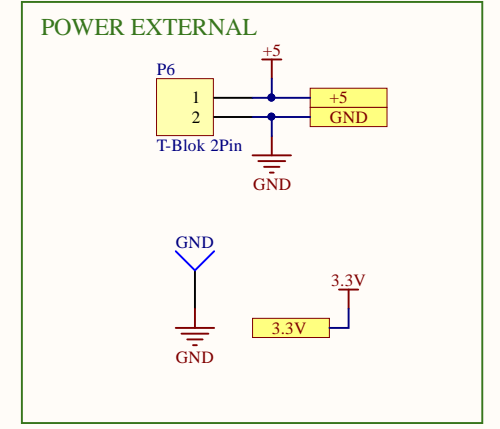 POWER EXTERNAL
+5
P6
1
+5
2
GND
T-Blok 2Pin
GND
GND
3.3V
3.3V
GND